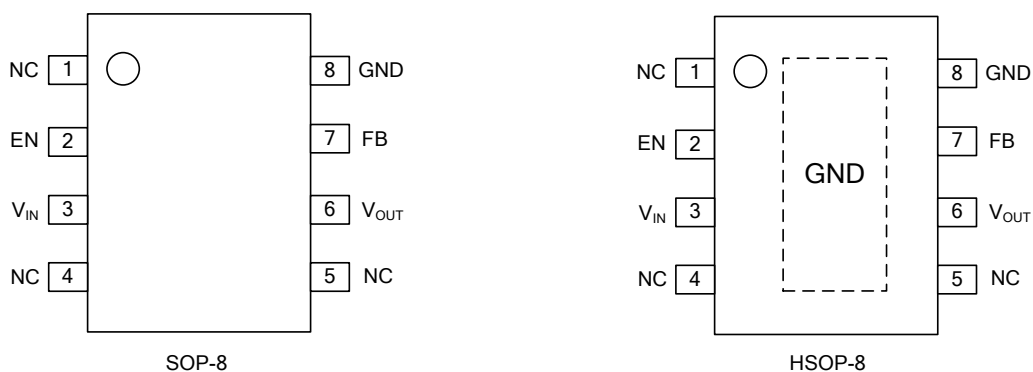 NC 1 8 GND
EN 2 7 FB
VIN 3 6 VOUT
NC 4 5 NC
SOP-8
NC 1 8 GND
EN 2 7 FB
GND
VIN 3 6 VOUT
NC 4 5 NC
HSOP-8